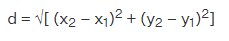 d = √[ (x₂ – x₁)² + (y₂ – y₁)²]